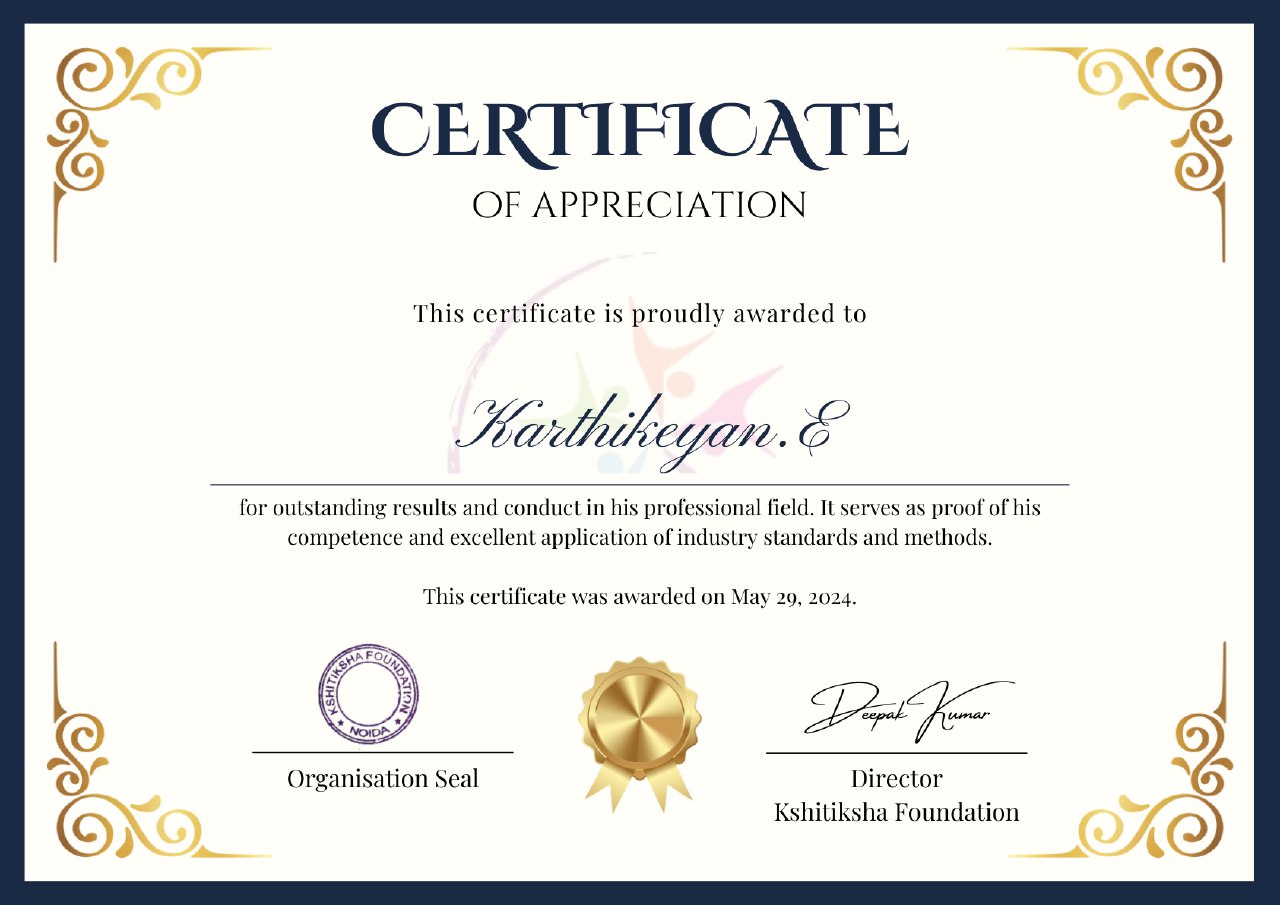 CERTIFICATE
OF APPRECIATION
This certificate is proudly awarded to
Karthikeyan.E
for outstanding results and conduct in his professional field. It serves as proof of his
competence and excellent application of industry standards and methods.
This certificate was awarded on May 29, 2024.
KSHITIKSHA FOUNDATION
NOIDA
Deepak Kumar
Organisation Seal
Director
Kshitiksha Foundation